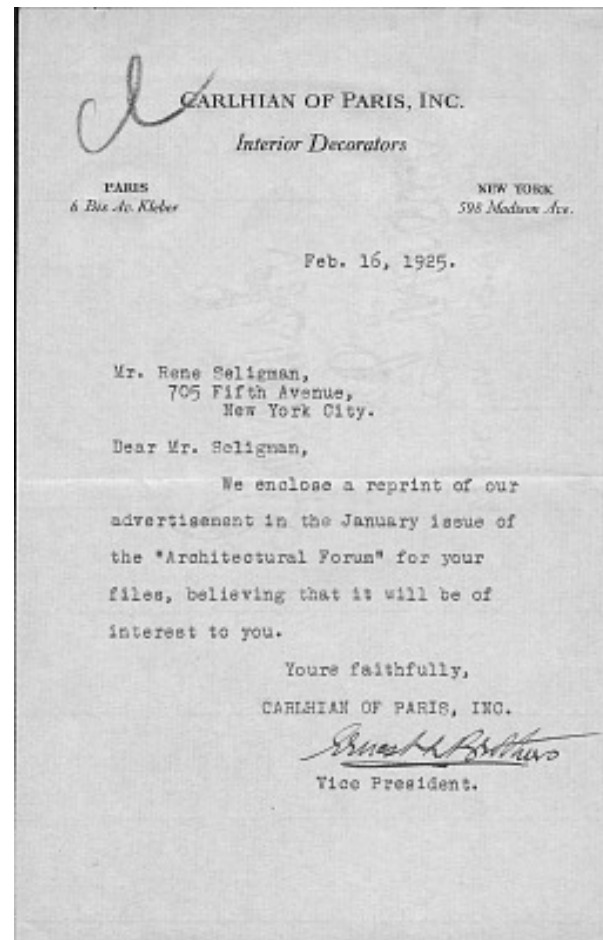 CARLHIAN OF PARIS, INC.
Interior Decorators
PARIS
6 Bis Av. Kleber
NEW YORK
598 Madison Ave.
Feb. 16, 1925.
Mr. Rene Seligman,
705 Fifth Avenue,
New York City.
Dear Mr. Seligman,
We enclose a reprint of our
advertisement in the January issue of
the "Architectural Forum" for your
files, believing that it will be of
interest to you.
Yours faithfully,
CARLHIAN OF PARIS, INC.
Ernest L Brothers
Vice President.